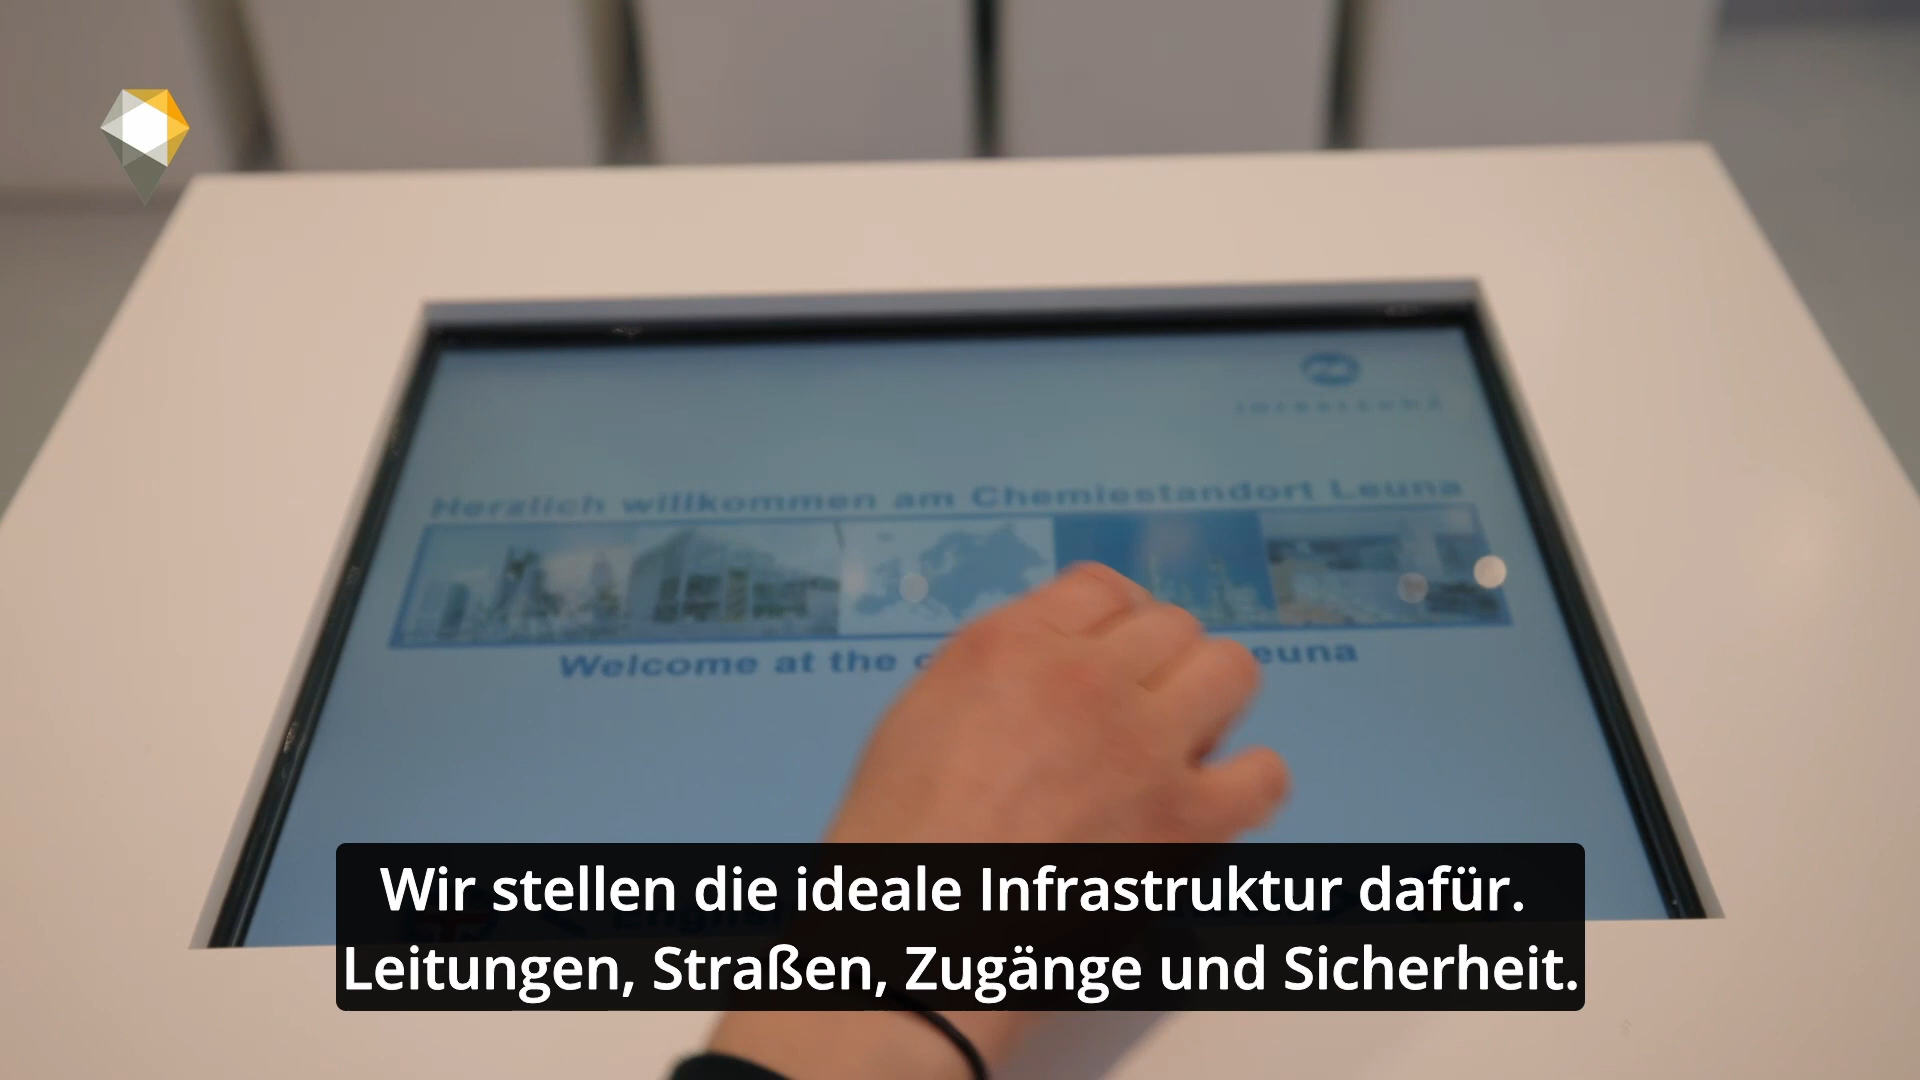 Herzlich willkommen am Chemiestandort Leuna
Welcome at the
Leuna
Wir stellen die ideale Infrastruktur dafür.
Leitungen, Straßen, Zugänge und Sicherheit.